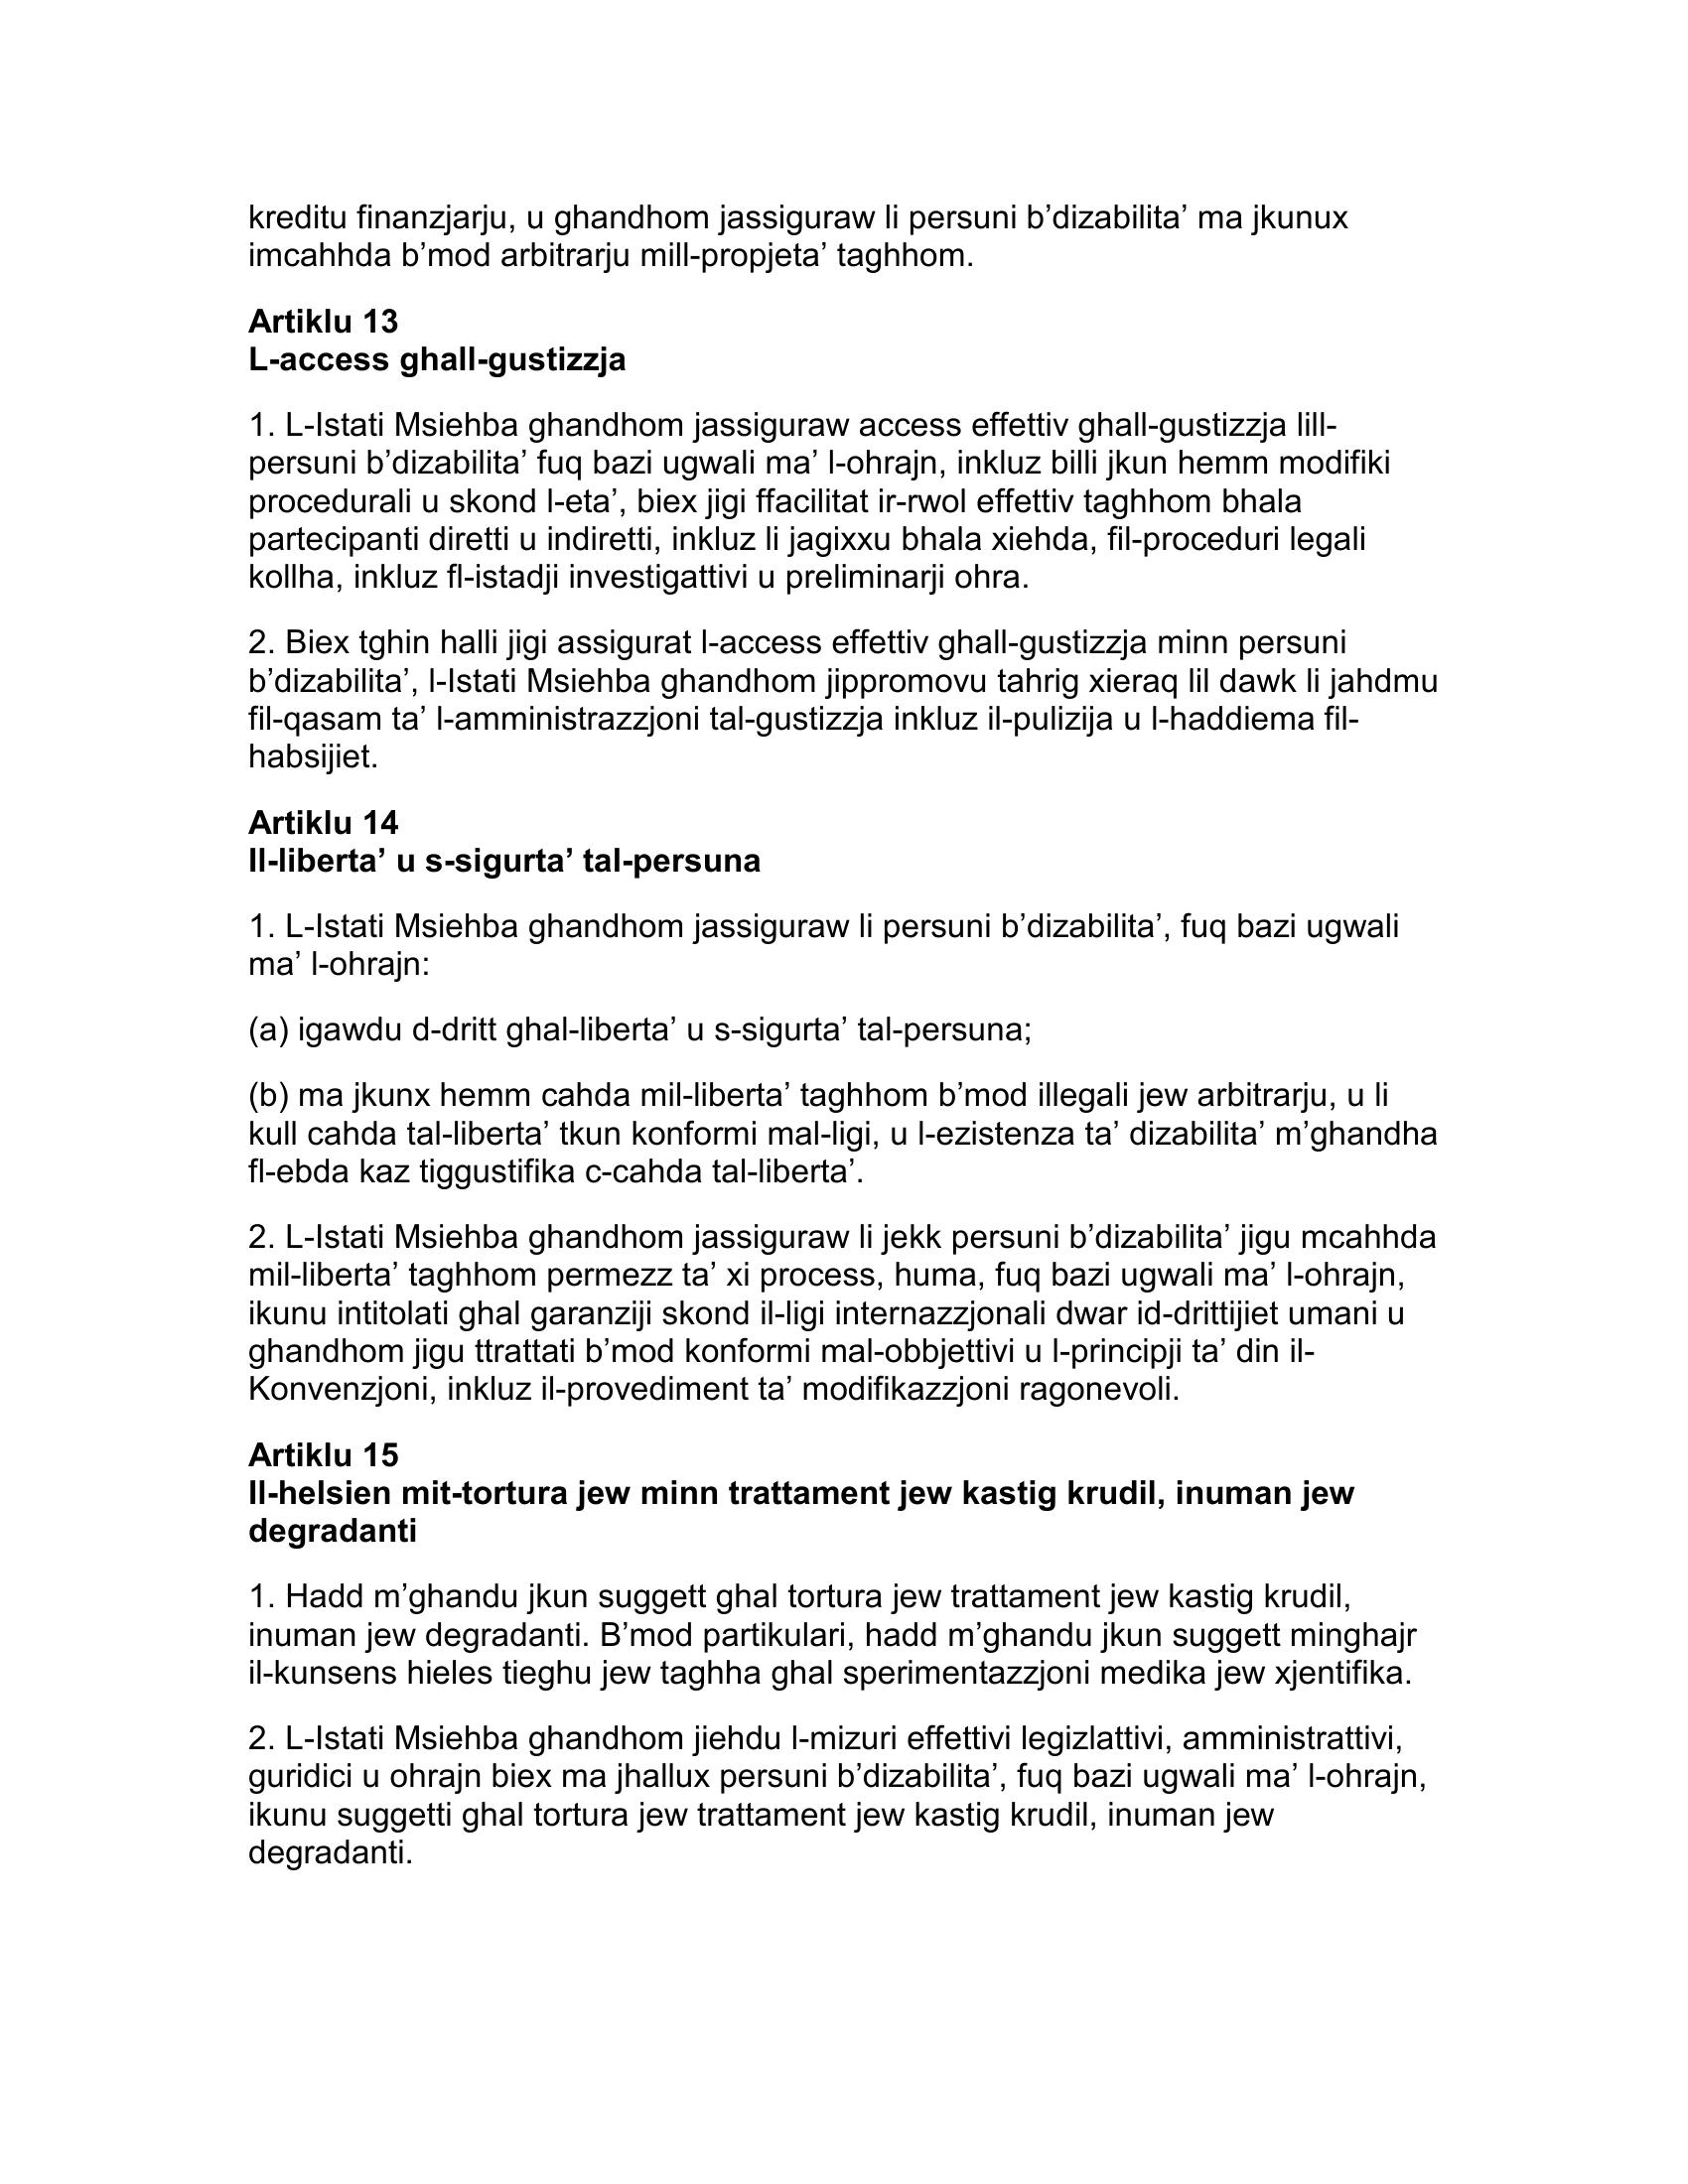 kreditu finanzjarju, u ghandhom jassiguraw li persuni b’dizabilita’ ma jkunux
imcahhda b’mod arbitrarju mill-propjeta’ taghhom.
Artiklu 13
L-access ghall-gustizzja
1. L-Istati Msiehba ghandhom jassiguraw access effettiv ghall-gustizzja lill-
persuni b’dizabilita’ fuq bazi ugwali ma’ l-ohrajn, inkluz billi jkun hemm modifiki
procedurali u skond l-eta’, biex jigi ffacilitat ir-rwol effettiv taghhom bhala
partecipanti diretti u indiretti, inkluz li jagixxu bhala xiehda, fil-proceduri legali
kollha, inkluz fl-istadji investigattivi u preliminarji ohra.
2. Biex tghin halli jigi assigurat l-access effettiv ghall-gustizzja minn persuni
b’dizabilita’, l-Istati Msiehba ghandhom jippromovu tahrig xieraq lil dawk li jahdmu
fil-qasam ta’ l-amministrazzjoni tal-gustizzja inkluz il-pulizija u l-haddiema fil-
habsijiet.
Artiklu 14
Il-liberta’ u s-sigurta’ tal-persuna
1. L-Istati Msiehba ghandhom jassiguraw li persuni b’dizabilita’, fuq bazi ugwali
ma’ l-ohrajn:
(a) igawdu d-dritt ghal-liberta’ u s-sigurta’ tal-persuna;
(b) ma jkunx hemm cahda mil-liberta’ taghhom b’mod illegali jew arbitrarju, u li
kull cahda tal-liberta’ tkun konformi mal-ligi, u l-ezistenza ta’ dizabilita’ m’ghandha
fl-ebda kaz tiggustifika c-cahda tal-liberta’.
2. L-Istati Msiehba ghandhom jassiguraw li jekk persuni b’dizabilita’ jigu mcahhda
mil-liberta’ taghhom permezz ta’ xi process, huma, fuq bazi ugwali ma’ l-ohrajn,
ikunu intitolati ghal garanziji skond il-ligi internazzjonali dwar id-drittijiet umani u
ghandhom jigu ttrattati b’mod konformi mal-obbjettivi u l-principji ta’ din il-
Konvenzjoni, inkluz il-provediment ta’ modifikazzjoni ragonevoli.
Artiklu 15
Il-helsien mit-tortura jew minn trattament jew kastig krudil, inuman jew
degradanti
1. Hadd m’ghandu jkun suggett ghal tortura jew trattament jew kastig krudil,
inuman jew degradanti. B’mod partikulari, hadd m’ghandu jkun suggett minghajr
il-kunsens hieles tieghu jew taghha ghal sperimentazzjoni medika jew xjentifika.
2. L-Istati Msiehba ghandhom jiehdu l-mizuri effettivi legizlattivi, amministrattivi,
guridici u ohrajn biex ma jhallux persuni b’dizabilita’, fuq bazi ugwali ma’ l-ohrajn,
ikunu suggetti ghal tortura jew trattament jew kastig krudil, inuman jew
degradanti.